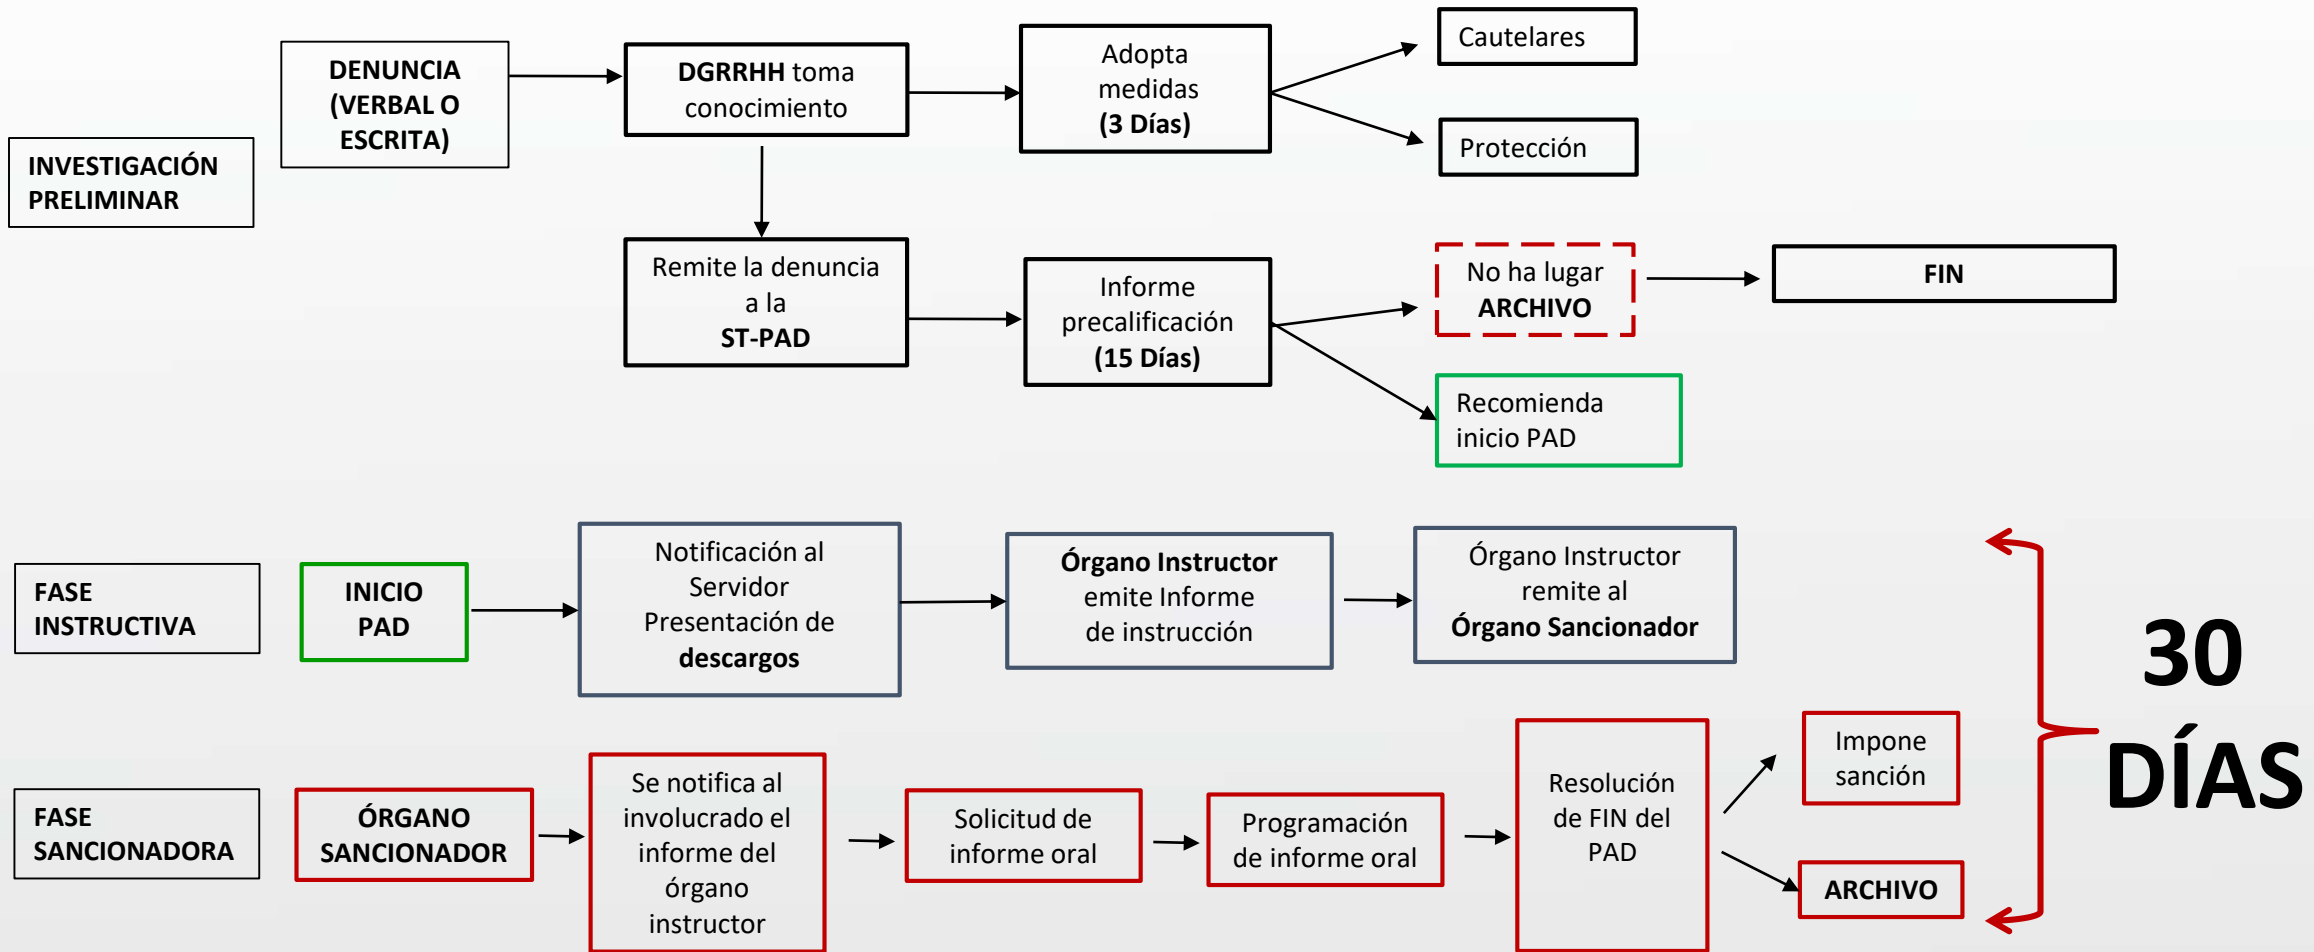 INVESTIGACIÓN
PRELIMINAR
DENUNCIA
(VERBAL O
ESCRITA)
DGRRHH toma
conocimiento
Adopta
medidas
(3 Días)
Cautelares
Protección
Remite la denuncia
a la
ST-PAD
Informe
precalificación
(15 Días)
No ha lugar
ARCHIVO
FIN
Recomienda
inicio PAD
FASE
INSTRUCTIVA
INICIO
PAD
Notificación al
Servidor
Presentación de
descargos
Órgano Instructor
emite Informe
de instrucción
Órgano Instructor
remite al
Órgano Sancionador
FASE
SANCIONADORA
ÓRGANO
SANCIONADOR
Se notifica al
involucrado el
informe del
órgano
instructor
Solicitud de
informe oral
Programación
de informe oral
Resolución
de FIN del
PAD
Impone
sanción
ARCHIVO
30
DÍAS